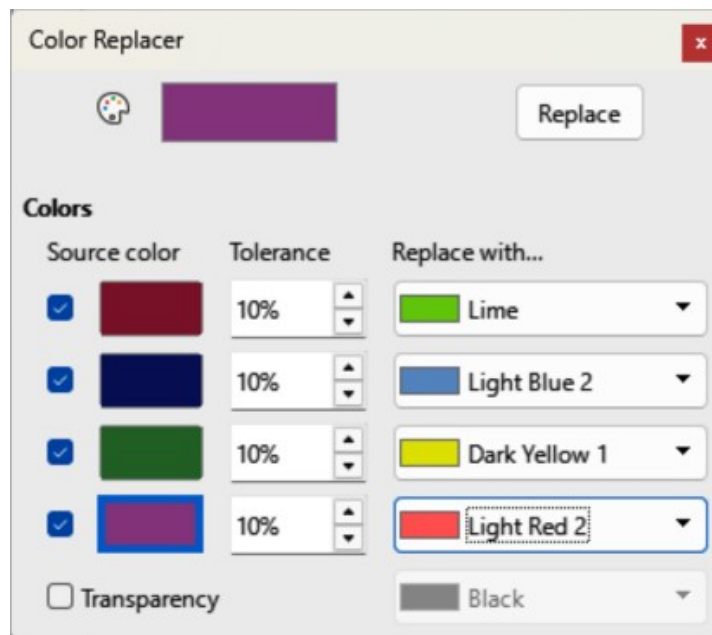 Color Replacer
x
Replace
Colors
Source color Tolerance Replace with...
10% Lime
10% Light Blue 2
10% Dark Yellow 1
10% Light Red 2
Transparency Black